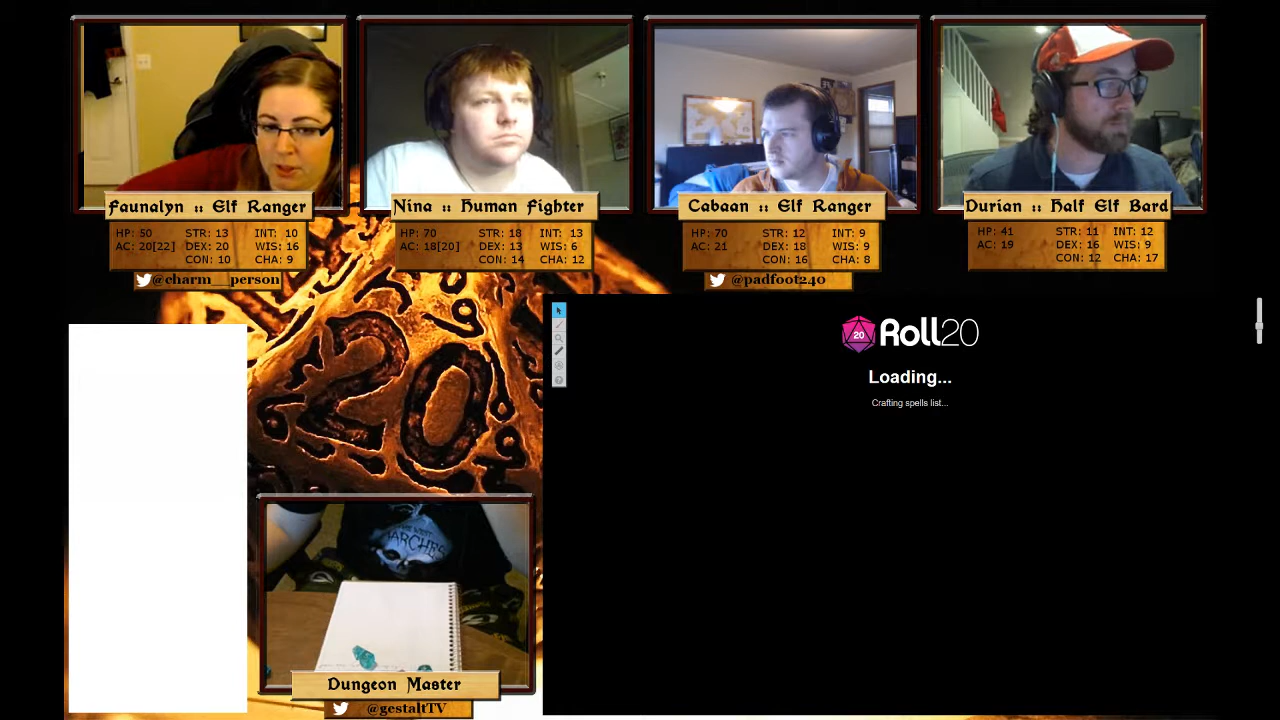 Faunalyn :: Elf Ranger
HP: 50 STR: 13 INT: 10
AC: 20[22] DEX: 20 WIS: 16
CON: 10 CHA: 9
@charm__person
Nina :: Human Fighter
HP: 70 STR: 18 INT: 13
AC: 18[20] DEX: 13 WIS: 6
CON: 14 CHA: 12
Cabaan :: Elf Ranger
HP: 70 STR: 12 INT: 9
AC: 21 DEX: 18 WIS: 9
CON: 16 CHA: 8
@padfoot240
Durian :: Half Elf Bard
HP: 41 STR: 11 INT: 12
AC: 19 DEX: 16 WIS: 9
CON: 12 CHA: 17
20
20 Roll20
Loading...
Crafting spells list...
MARCHES
Dungeon Master
@gestaltTV